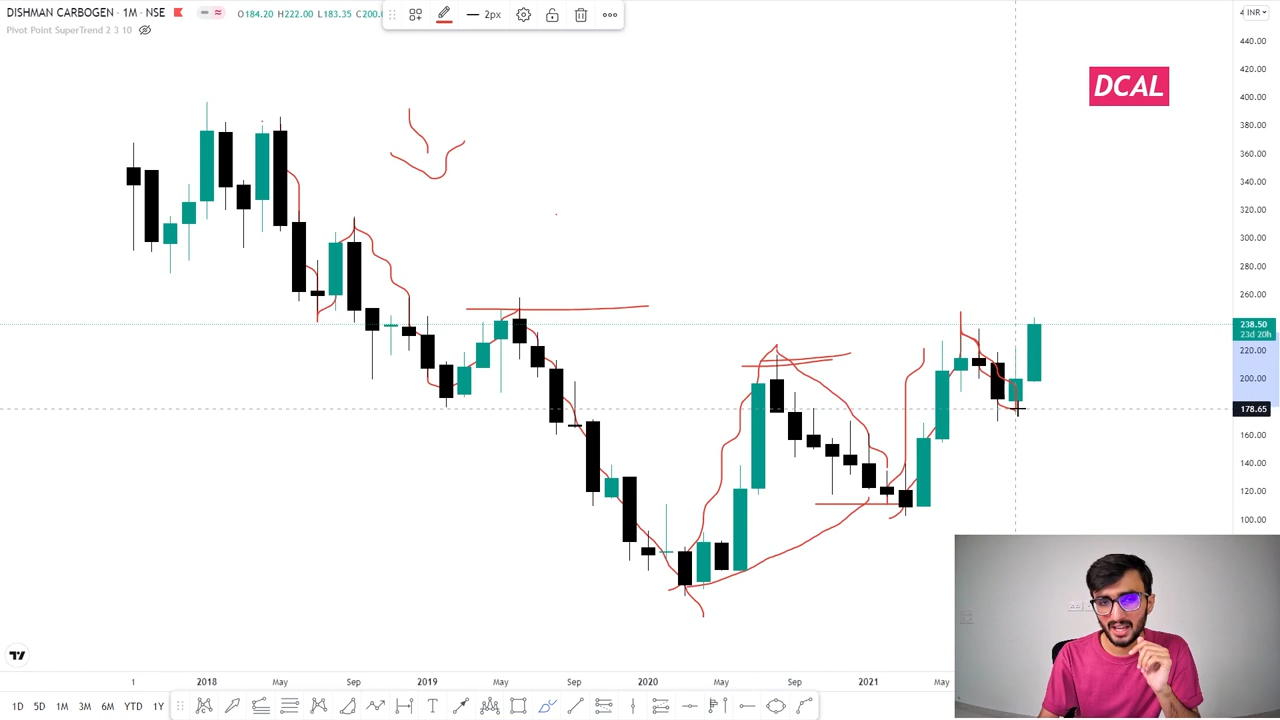 DISHMAN CARBOGEN · 1M · NSE
O184.20 H222.00 L183.35 C200.
2px
INR
Pivot Point SuperTrend 2 3 10
DCAL
440.00
420.00
400.00
380.00
360.00
340.00
320.00
300.00
280.00
260.00
238.50
23d 20h
220.00
200.00
178.65
160.00
140.00
120.00
100.00
1 2018 May Sep 2019 May Sep 2020 May Sep 2021 May
1D 5D 1M 3M 6M YTD 1Y